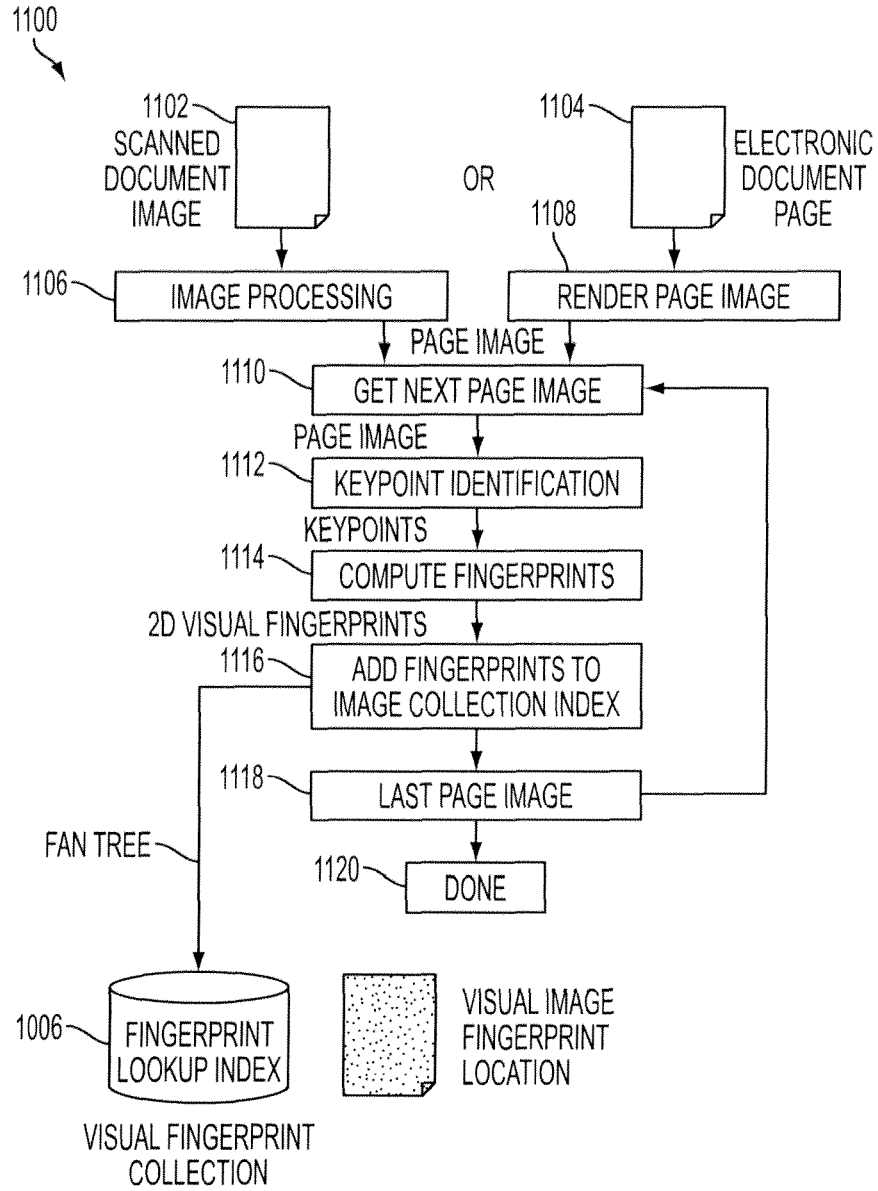 1100
1102
SCANNED
DOCUMENT
IMAGE
OR
1104
ELECTRONIC
DOCUMENT
PAGE
1106
IMAGE PROCESSING
1108
RENDER PAGE IMAGE
PAGE IMAGE
1110
GET NEXT PAGE IMAGE
PAGE IMAGE
1112
KEYPOINT IDENTIFICATION
KEYPOINTS
1114
COMPUTE FINGERPRINTS
2D VISUAL FINGERPRINTS
1116
ADD FINGERPRINTS TO
IMAGE COLLECTION INDEX
1118
LAST PAGE IMAGE
FAN TREE
1120
DONE
1006
FINGERPRINT
LOOKUP INDEX
VISUAL FINGERPRINT
COLLECTION
VISUAL IMAGE
FINGERPRINT
LOCATION